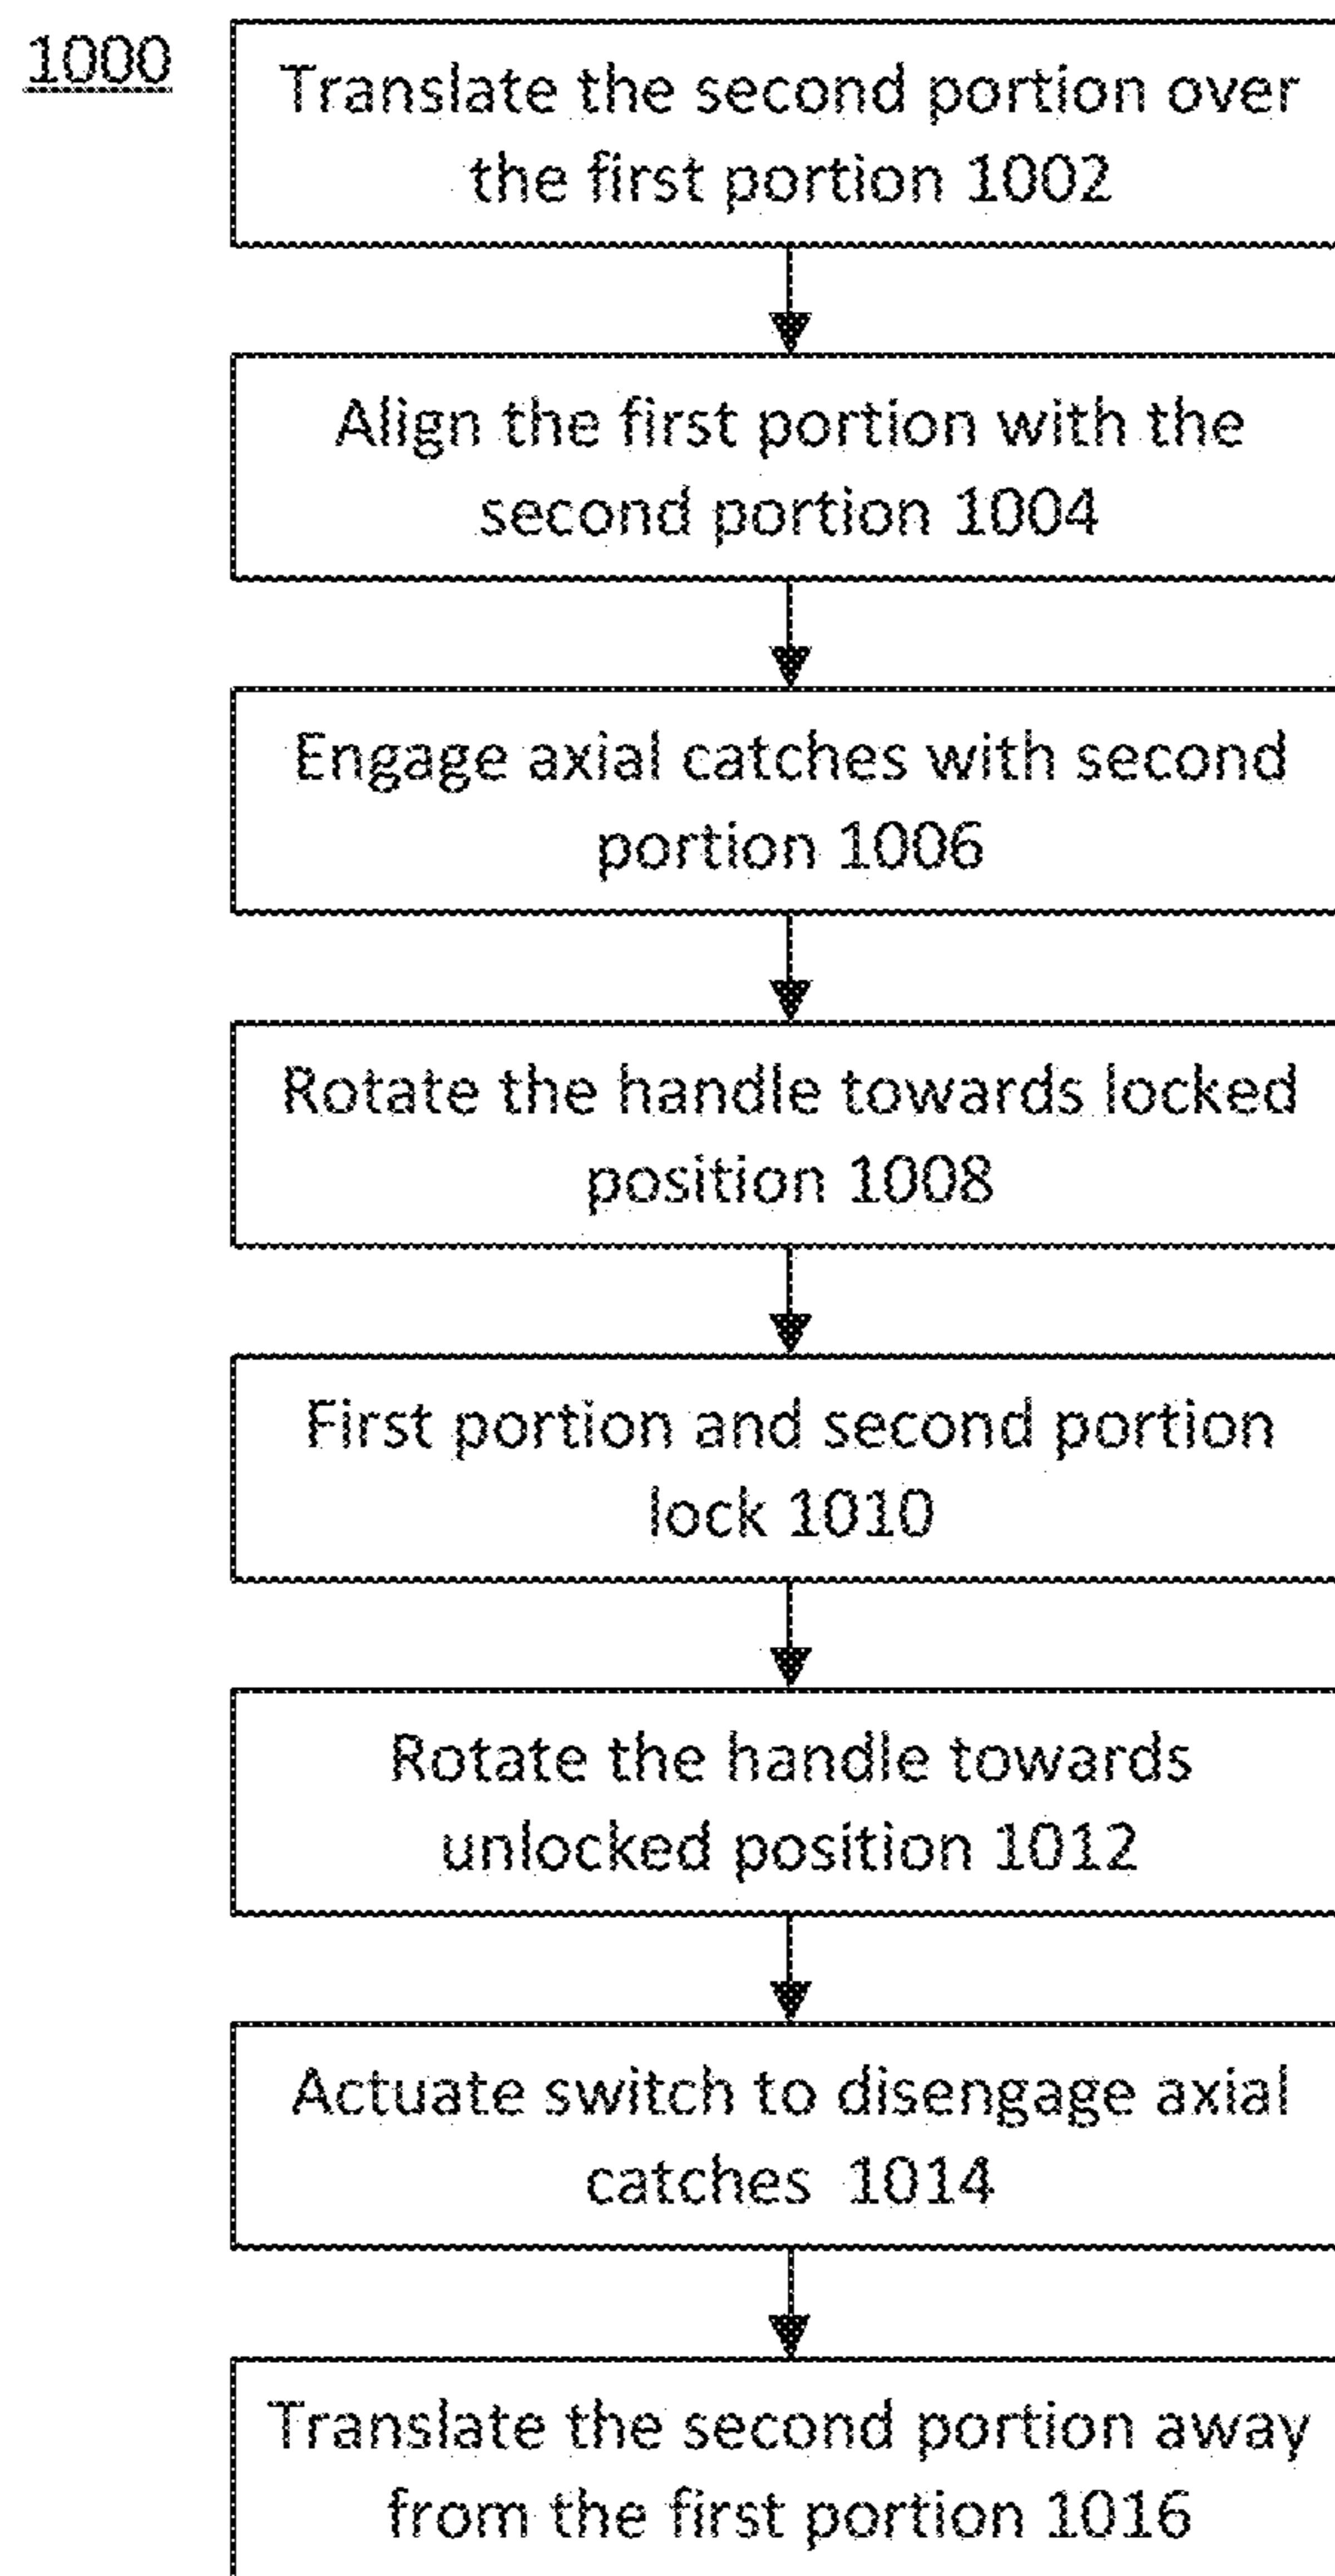 1000
Translate the second portion over
the first portion 1002
Align the first portion with the
second portion 1004
Engage axial catches with second
portion 1006
Rotate the handle towards locked
position 1008
First portion and second portion
lock 1010
Rotate the handle towards
unlocked position 1012
Actuate switch to disengage axial
catches 1014
Translate the second portion away
from the first portion 1016